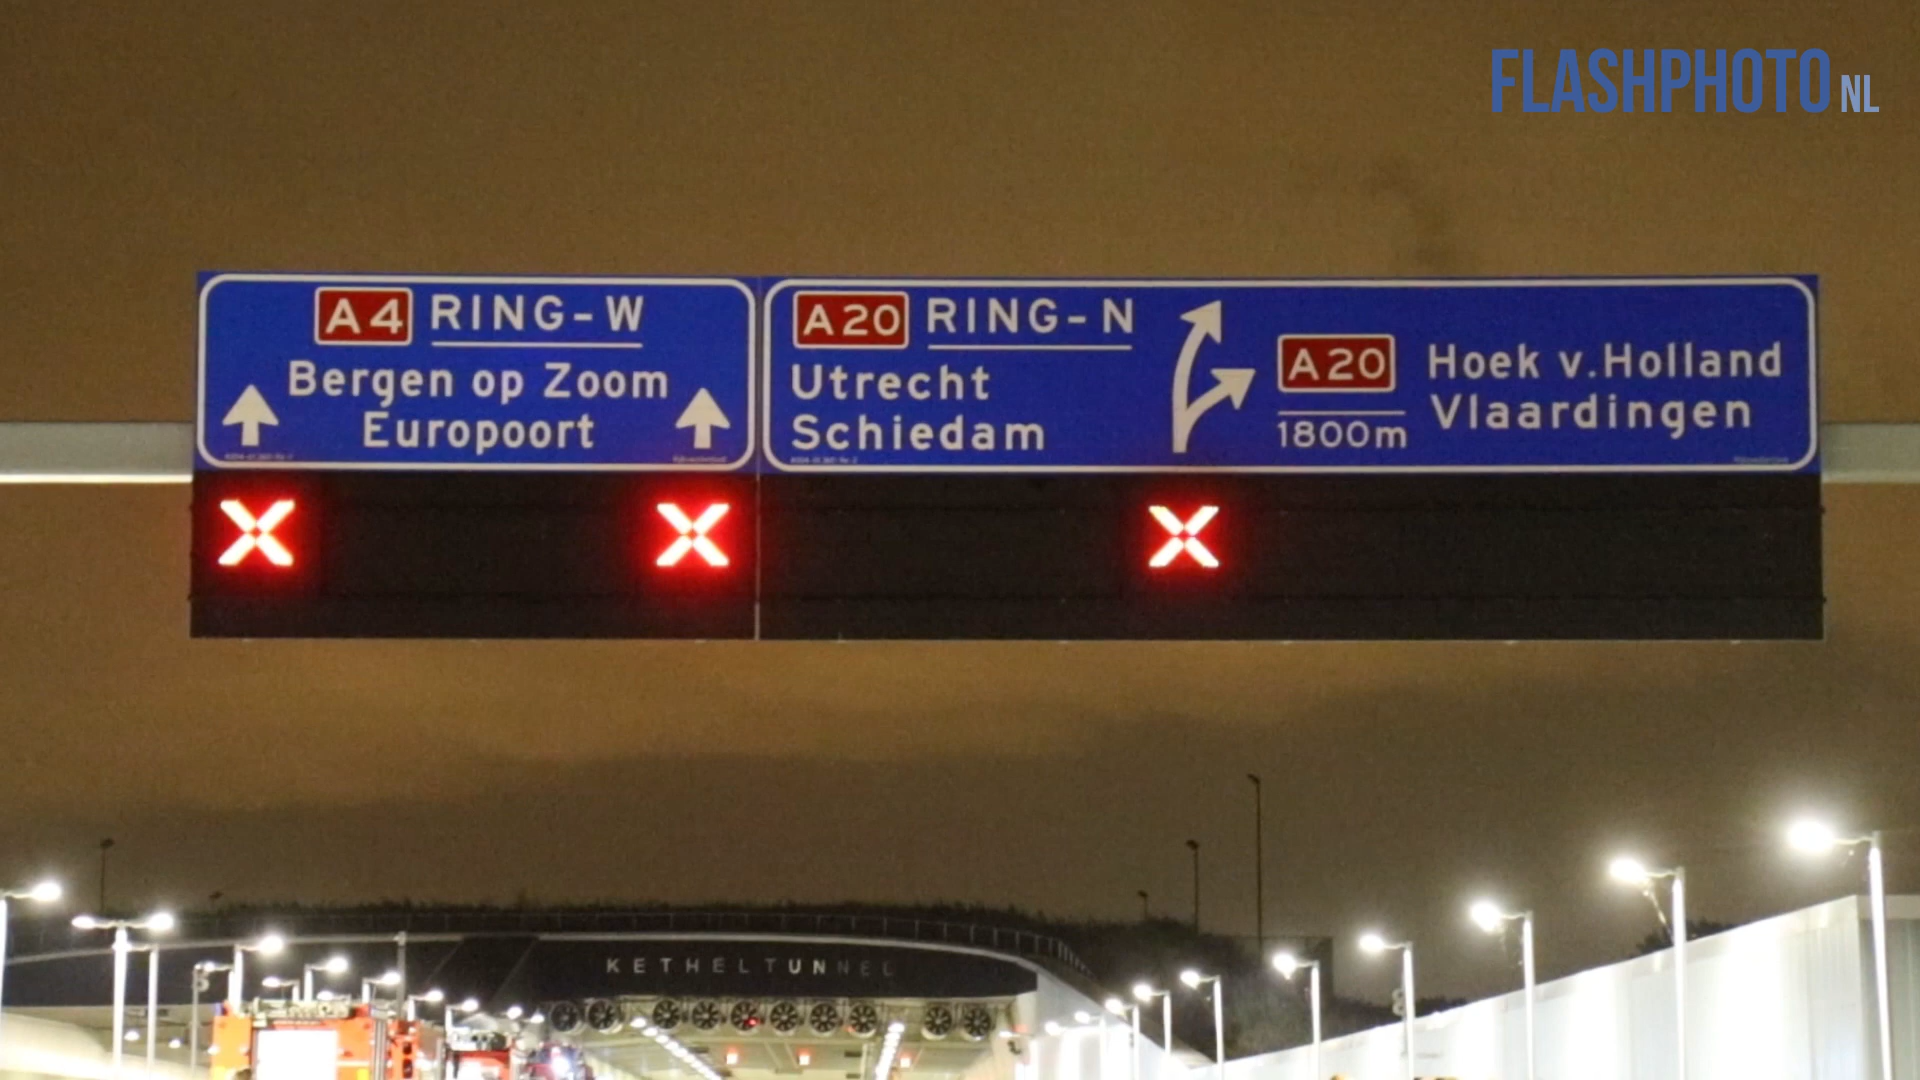 FLASHPHOTO NL
A4 RING-W
Bergen op Zoom
Europoort
A20 RING-N
Utrecht
Schiedam
A20 Hoek v.Holland
1800m Vlaardingen
KETHELTUNNEL